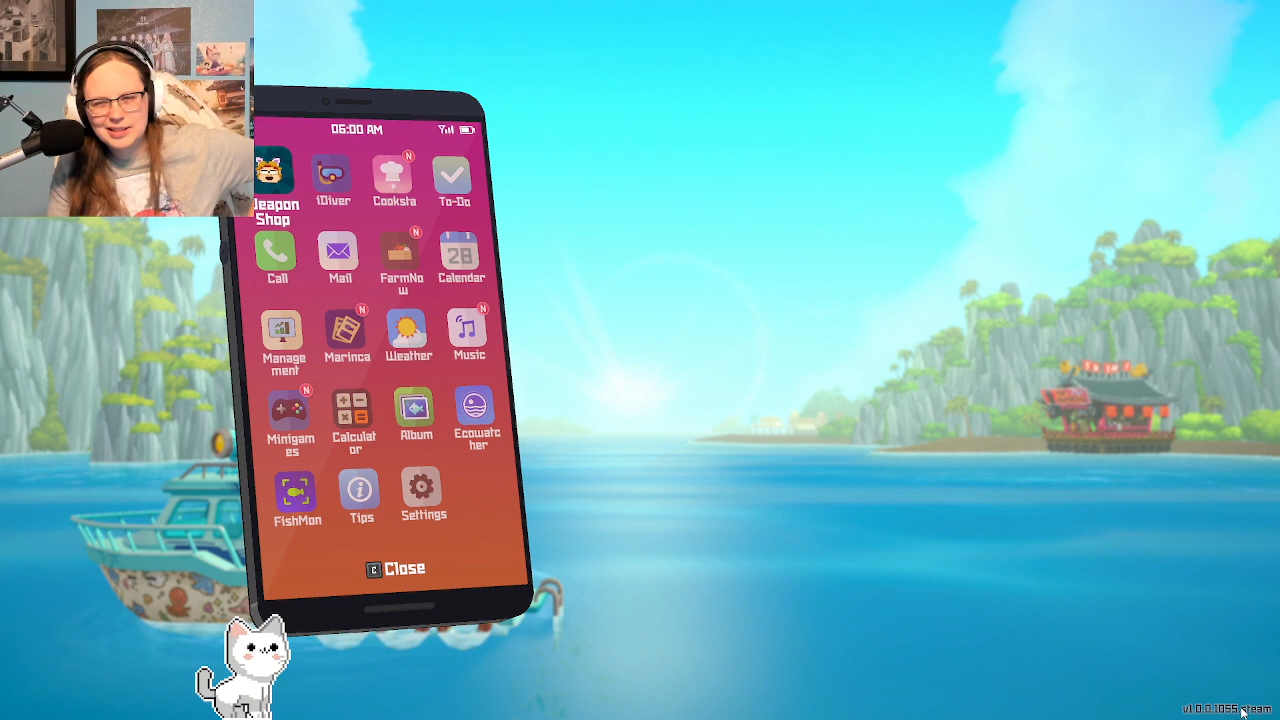 06:00 AM
Weapon Shop
iDiver
N
Cooksta
To-Do
Call
Mail
N
FarmNo
w
28
Calendar
Manage
ment
N
Marinca
Weather
N
Music
N
Minigam
es
Calculat
or
Album
Ecowatc
her
FishMon
Tips
Settings
C Close
v1.0.0.1055 steam